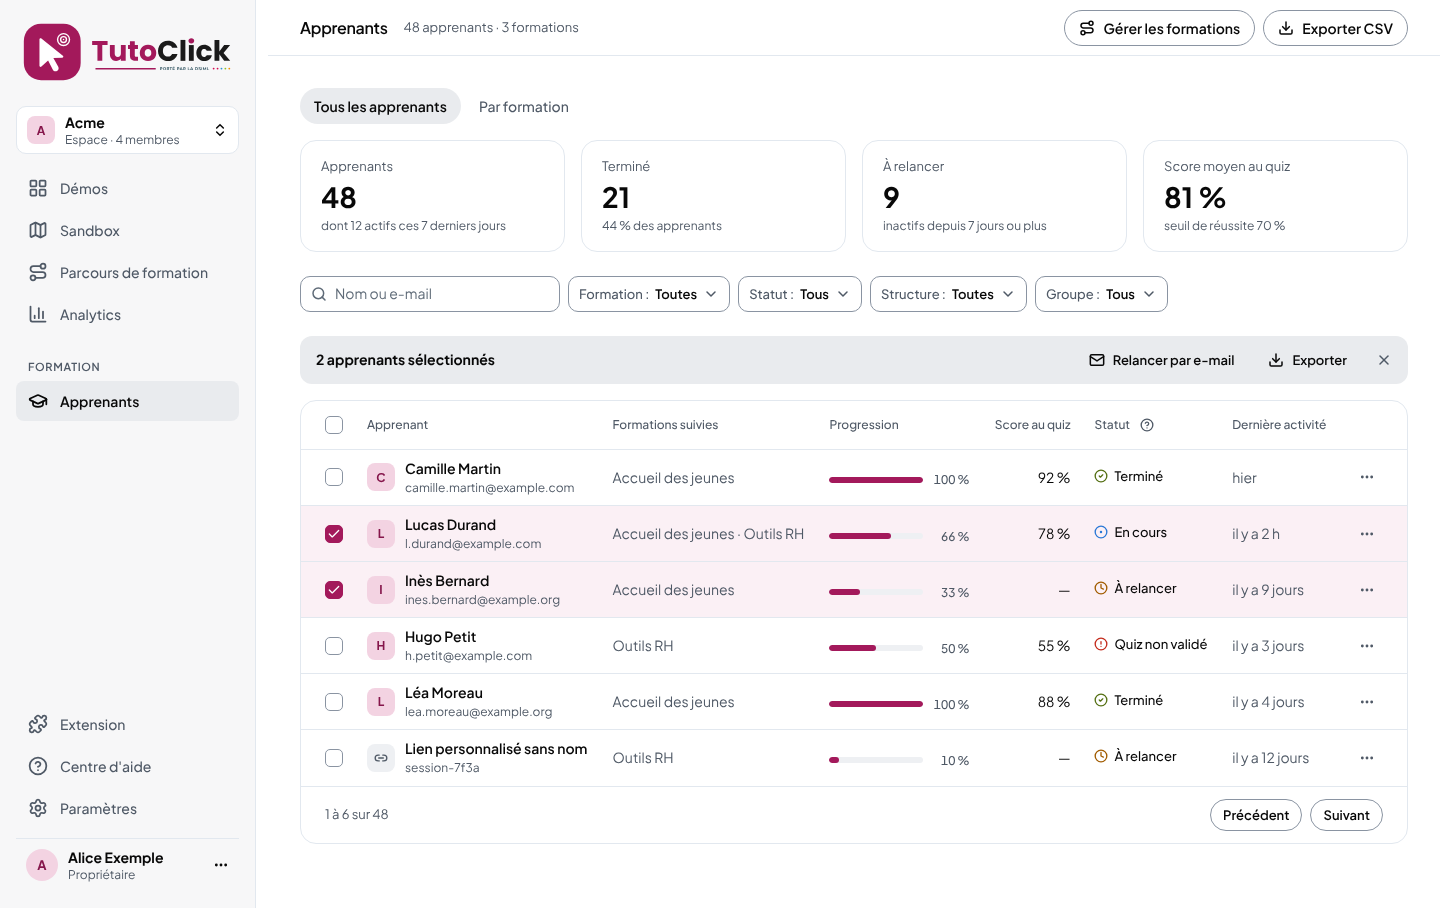 TutoClick
PORTÉ PAR LA DSIML
A
Acme
Espace · 4 membres
Démos
Sandbox
Parcours de formation
Analytics
FORMATION
Apprenants
Extension
Centre d'aide
Paramètres
A
Alice Exemple
Propriétaire
Apprenants
48 apprenants · 3 formations
Gérer les formations
Exporter CSV
Tous les apprenants
Par formation
Apprenants
48
dont 12 actifs ces 7 derniers jours
Terminé
21
44 % des apprenants
À relancer
9
inactifs depuis 7 jours ou plus
Score moyen au quiz
81 %
seuil de réussite 70 %
Nom ou e-mail
Formation : Toutes
Statut : Tous
Structure : Toutes
Groupe : Tous
2 apprenants sélectionnés
Relancer par e-mail
Exporter
Apprenant Formations suivies Progression Score au quiz Statut Dernière activité
C Camille Martin
camille.martin@example.com
Accueil des jeunes 100 % 92 % Terminé hier
L Lucas Durand
l.durand@example.com
Accueil des jeunes · Outils RH 66 % 78 % En cours il y a 2 h
I Inès Bernard
ines.bernard@example.org
Accueil des jeunes 33 % — À relancer il y a 9 jours
H Hugo Petit
h.petit@example.com
Outils RH 50 % 55 % Quiz non validé il y a 3 jours
L Léa Moreau
lea.moreau@example.org
Accueil des jeunes 100 % 88 % Terminé il y a 4 jours
Lien personnalisé sans nom
session-7f3a
Outils RH 10 % — À relancer il y a 12 jours
1 à 6 sur 48
Précédent
Suivant